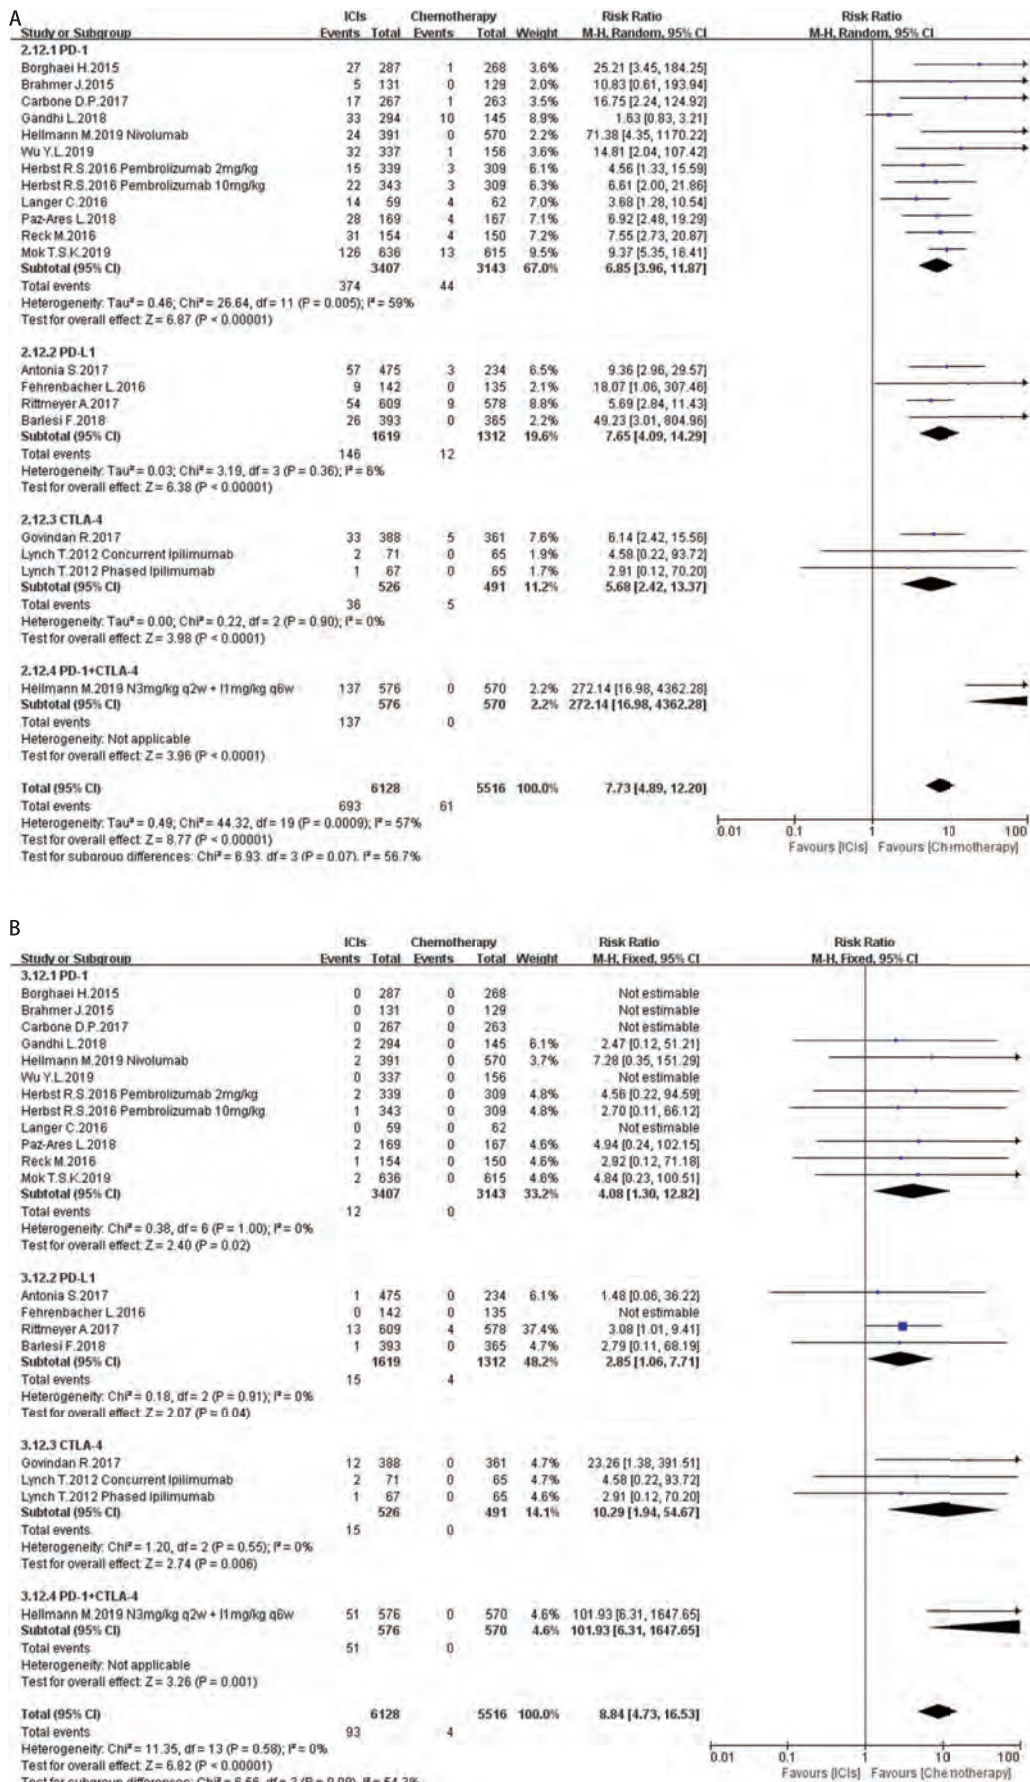 A
ICIs Chemotherapy Risk Ratio Risk Ratio
Study or Subgroup Events Total Events Total Weight M-H, Random, 95% CI M-H, Random, 95% CI
2.12.1 PD-1
Borghaei H.2015 27 287 1 268 3.6% 25.21 [3.45, 184.25]
Brahmer J.2015 5 131 0 129 2.0% 10.83 [0.61, 193.94]
Carbone D.P.2017 17 267 1 263 3.5% 16.75 [2.24, 124.92]
Gandhi L.2018 33 294 10 145 8.9% 1.63 [0.83, 3.21]
Hellmann M.2019 Nivolumab 24 391 0 570 2.2% 71.38 [4.35, 1170.22]
Wu Y.L.2019 32 337 1 156 3.6% 14.81 [2.04, 107.42]
Herbst R.S.2016 Pembrolizumab 2mg/kg 15 339 3 309 6.1% 4.56 [1.33, 15.59]
Herbst R.S.2016 Pembrolizumab 10mg/kg 22 343 3 309 6.3% 6.61 [2.00, 21.86]
Langer C.2016 14 59 4 62 7.0% 3.68 [1.28, 10.54]
Paz-Ares L.2018 28 169 4 167 7.1% 6.92 [2.48, 19.29]
Reck M.2016 31 154 4 150 7.2% 7.55 [2.73, 20.87]
Mok T.S.K.2019 126 636 13 615 9.5% 9.37 [5.35, 16.41]
Subtotal (95% CI) 3407 3143 67.0% 6.85 [3.96, 11.87]
Total events 374 44
Heterogeneity: Tau² = 0.46; Chi² = 26.64, df = 11 (P = 0.005); I² = 59%
Test for overall effect: Z = 6.87 (P < 0.00001)
2.12.2 PD-L1
Antonia S.2017 57 475 3 234 6.5% 9.36 [2.96, 29.57]
Fehrenbacher L.2016 9 142 0 135 2.1% 18.07 [1.06, 307.46]
Rittmeyer A.2017 54 609 9 578 8.8% 5.69 [2.84, 11.43]
Barlesi F.2018 26 393 0 365 2.2% 49.23 [3.01, 804.96]
Subtotal (95% CI) 1619 1312 19.6% 7.65 [4.09, 14.29]
Total events 146 12
Heterogeneity: Tau² = 0.03; Chi² = 3.19, df = 3 (P = 0.36); I² = 6%
Test for overall effect: Z = 6.38 (P < 0.00001)
2.12.3 CTLA-4
Govindan R.2017 33 388 5 361 7.6% 6.14 [2.42, 15.56]
Lynch T.2012 Concurrent Ipilimumab 2 71 0 65 1.9% 4.58 [0.22, 93.72]
Lynch T.2012 Phased Ipilimumab 1 67 0 65 1.7% 2.91 [0.12, 70.20]
Subtotal (95% CI) 526 491 11.2% 5.68 [2.42, 13.37]
Total events 36 5
Heterogeneity: Tau² = 0.00; Chi² = 0.22, df = 2 (P = 0.90); I² = 0%
Test for overall effect: Z = 3.98 (P < 0.0001)
2.12.4 PD-1+CTLA-4
Hellmann M.2019 N3mg/kg q2w + I1mg/kg q6w 137 576 0 570 2.2% 272.14 [16.98, 4362.28]
Subtotal (95% CI) 576 570 2.2% 272.14 [16.98, 4362.28]
Total events 137 0
Heterogeneity: Not applicable
Test for overall effect: Z = 3.96 (P < 0.0001)
Total (95% CI) 6128 5516 100.0% 7.73 [4.89, 12.20]
Total events 693 61
Heterogeneity: Tau² = 0.49; Chi² = 44.32, df = 19 (P = 0.0009); I² = 57%
Test for overall effect: Z = 8.77 (P < 0.00001)
Test for subgroup differences: Chi² = 6.93, df = 3 (P = 0.07), I² = 56.7%
0.01 0.1 1 10 100
Favours [ICIs] Favours [Chemotherapy]
B
ICIs Chemotherapy Risk Ratio Risk Ratio
Study or Subgroup Events Total Events Total Weight M-H, Fixed, 95% CI M-H, Fixed, 95% CI
3.12.1 PD-1
Borghaei H.2015 0 287 0 268 Not estimable
Brahmer J.2015 0 131 0 129 Not estimable
Carbone D.P.2017 0 267 0 263 Not estimable
Gandhi L.2018 2 294 0 145 6.1% 2.47 [0.12, 51.21]
Hellmann M.2019 Nivolumab 2 391 0 570 3.7% 7.28 [0.35, 151.29]
Wu Y.L.2019 0 337 0 156 Not estimable
Herbst R.S.2016 Pembrolizumab 2mg/kg 2 339 0 309 4.8% 4.56 [0.22, 94.59]
Herbst R.S.2016 Pembrolizumab 10mg/kg 1 343 0 309 4.8% 2.70 [0.11, 66.12]
Langer C.2016 0 59 0 62 Not estimable
Paz-Ares L.2018 2 169 0 167 4.6% 4.94 [0.24, 102.15]
Reck M.2016 1 154 0 150 4.6% 2.92 [0.12, 71.18]
Mok T.S.K.2019 2 636 0 615 4.6% 4.84 [0.23, 100.51]
Subtotal (95% CI) 3407 3143 33.2% 4.08 [1.30, 12.82]
Total events 12 0
Heterogeneity: Chi² = 0.38, df = 6 (P = 1.00); I² = 0%
Test for overall effect: Z = 2.40 (P = 0.02)
3.12.2 PD-L1
Antonia S.2017 1 475 0 234 6.1% 1.48 [0.06, 36.22]
Fehrenbacher L.2016 0 142 0 135 Not estimable
Rittmeyer A.2017 13 609 4 578 37.4% 3.08 [1.01, 9.41]
Barlesi F.2018 1 393 0 365 4.7% 2.79 [0.11, 68.19]
Subtotal (95% CI) 1619 1312 48.2% 2.85 [1.06, 7.71]
Total events 15 4
Heterogeneity: Chi² = 0.18, df = 2 (P = 0.91); I² = 0%
Test for overall effect: Z = 2.07 (P = 0.04)
3.12.3 CTLA-4
Govindan R.2017 12 388 0 361 4.7% 23.26 [1.38, 391.51]
Lynch T.2012 Concurrent Ipilimumab 2 71 0 65 4.7% 4.58 [0.22, 93.72]
Lynch T.2012 Phased Ipilimumab 1 67 0 65 4.6% 2.91 [0.12, 70.20]
Subtotal (95% CI) 526 491 14.1% 10.29 [1.94, 54.67]
Total events 15 0
Heterogeneity: Chi² = 1.20, df = 2 (P = 0.55); I² = 0%
Test for overall effect: Z = 2.74 (P = 0.006)
3.12.4 PD-1+CTLA-4
Hellmann M.2019 N3mg/kg q2w + I1mg/kg q6w 51 576 0 570 4.6% 101.93 [6.31, 1647.65]
Subtotal (95% CI) 576 570 4.6% 101.93 [6.31, 1647.65]
Total events 51 0
Heterogeneity: Not applicable
Test for overall effect: Z = 3.26 (P = 0.001)
Total (95% CI) 6128 5516 100.0% 8.84 [4.73, 16.53]
Total events 93 4
Heterogeneity: Chi² = 11.35, df = 13 (P = 0.58); I² = 0%
Test for overall effect: Z = 6.82 (P < 0.00001)
Test for subgroup differences: Chi² = 6.56, df = 3 (P = 0.09), I² = 54.3%
0.01 0.1 1 10 100
Favours [ICIs] Favours [Chemotherapy]